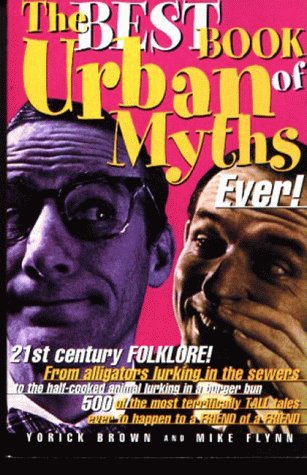 The BEST BOOK
Urban of
Myths
Ever!
21st century FOLKLORE!
From alligators lurking in the sewers
to the half-cooked animal lurking in a burger bun
500 of the most terrifically TALL tales
ever to happen to a FRIEND of a FRIEND
YORICK BROWN AND MIKE FLYNN